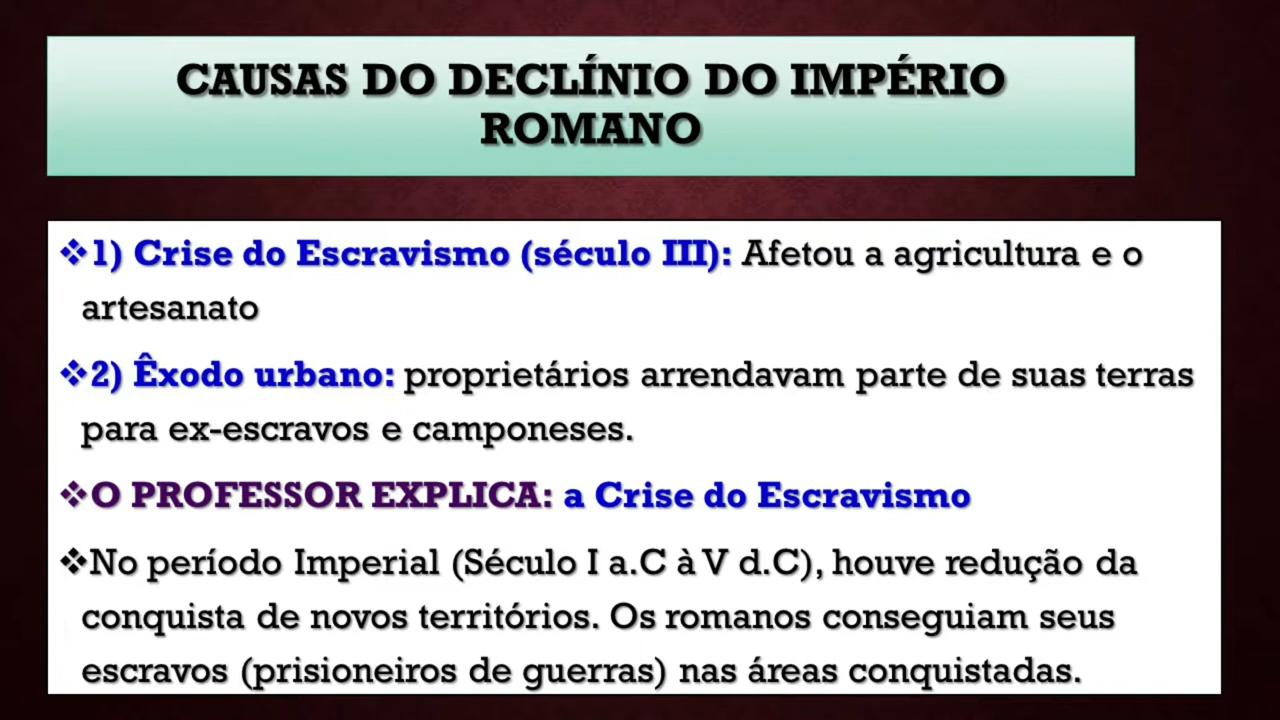 CAUSAS DO DECLÍNIO DO IMPÉRIO
ROMANO
❖1) Crise do Escravismo (século III): Afetou a agricultura e o
artesanato
❖2) Êxodo urbano: proprietários arrendavam parte de suas terras
para ex-escravos e camponeses.
❖O PROFESSOR EXPLICA: a Crise do Escravismo
❖No período Imperial (Século I a.C à V d.C), houve redução da
conquista de novos territórios. Os romanos conseguiam seus
escravos (prisioneiros de guerras) nas áreas conquistadas.